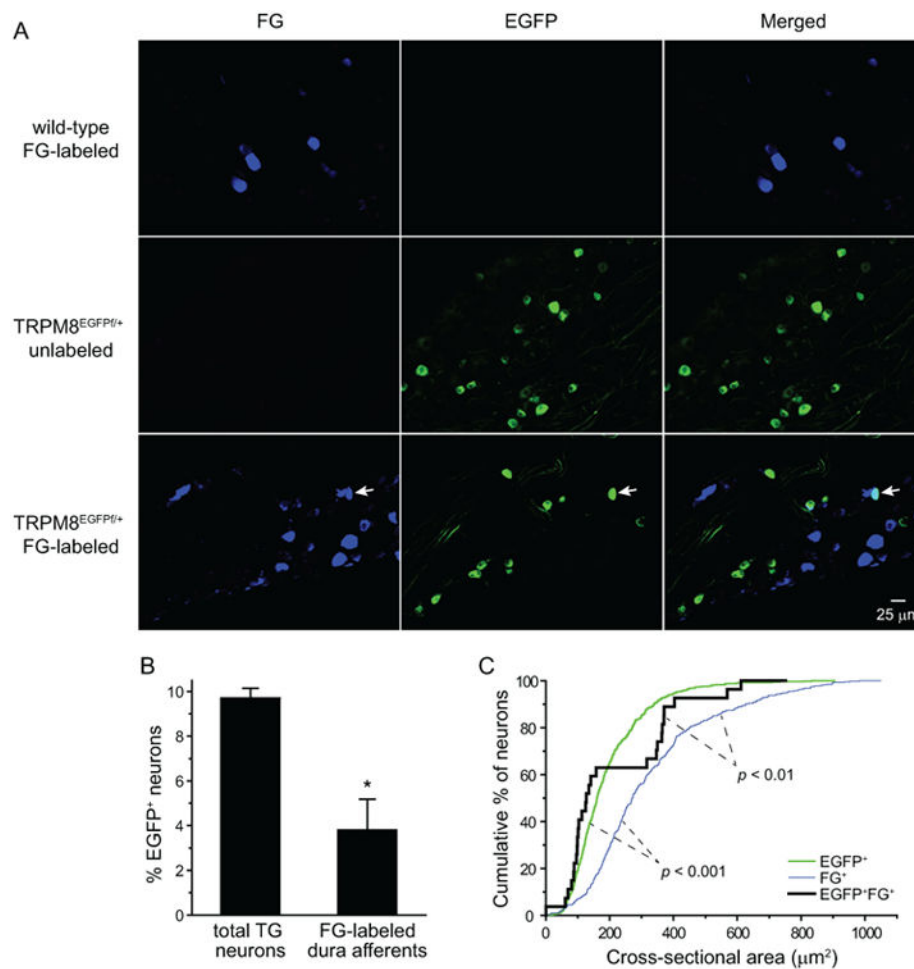 A
FG
EGFP
Merged
wild-type
FG-labeled
TRPM8EGFPf/+
unlabeled
TRPM8EGFPf/+
FG-labeled
25 μm
B
% EGFP+ neurons
10
8
6
4
2
0
*
total TG
neurons
FG-labeled
dura afferents
C
Cumulative % of neurons
100
80
60
40
20
0
p < 0.01
p < 0.001
EGFP+
FG+
EGFP+FG+
0
200
400
600
800
1000
Cross-sectional area (μm2)